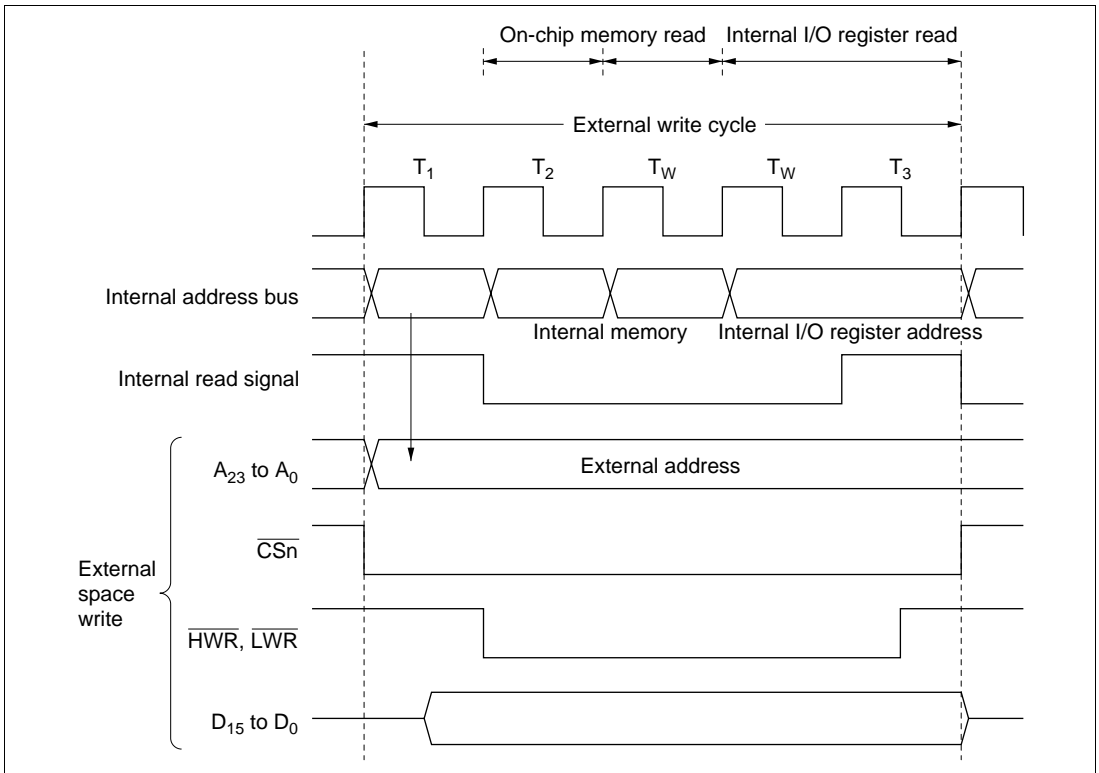 On-chip memory read Internal I/O register read
External write cycle
T1 T2 TW TW T3
Internal address bus
Internal memory Internal I/O register address
Internal read signal
A23 to A0 External address
CSn
External
space
write
HWR, LWR
D15 to D0